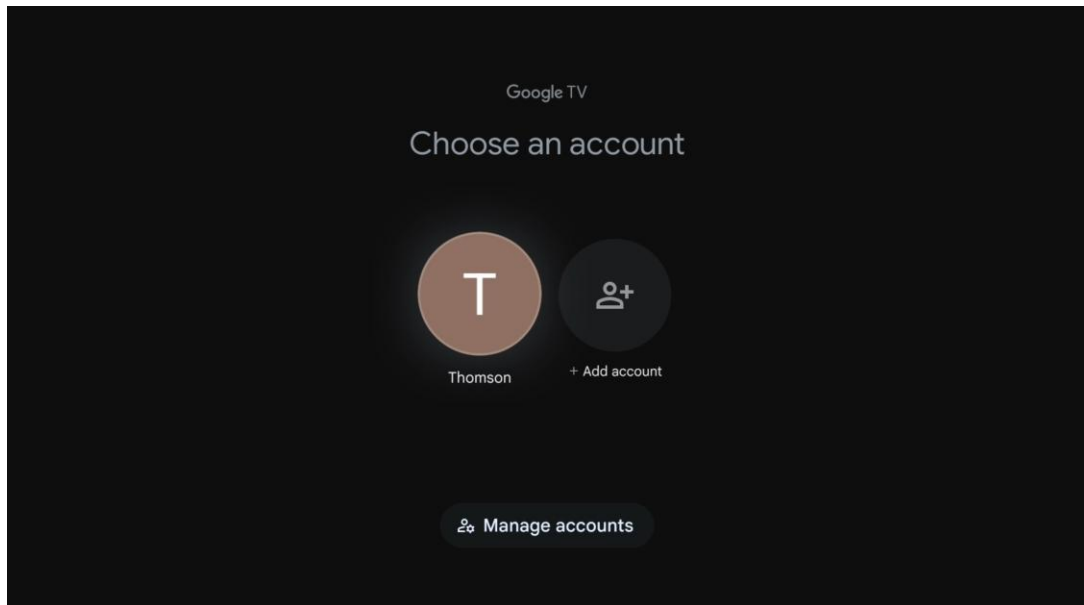 Google TV
Choose an account
T
Thomson
+ Add account
Manage accounts